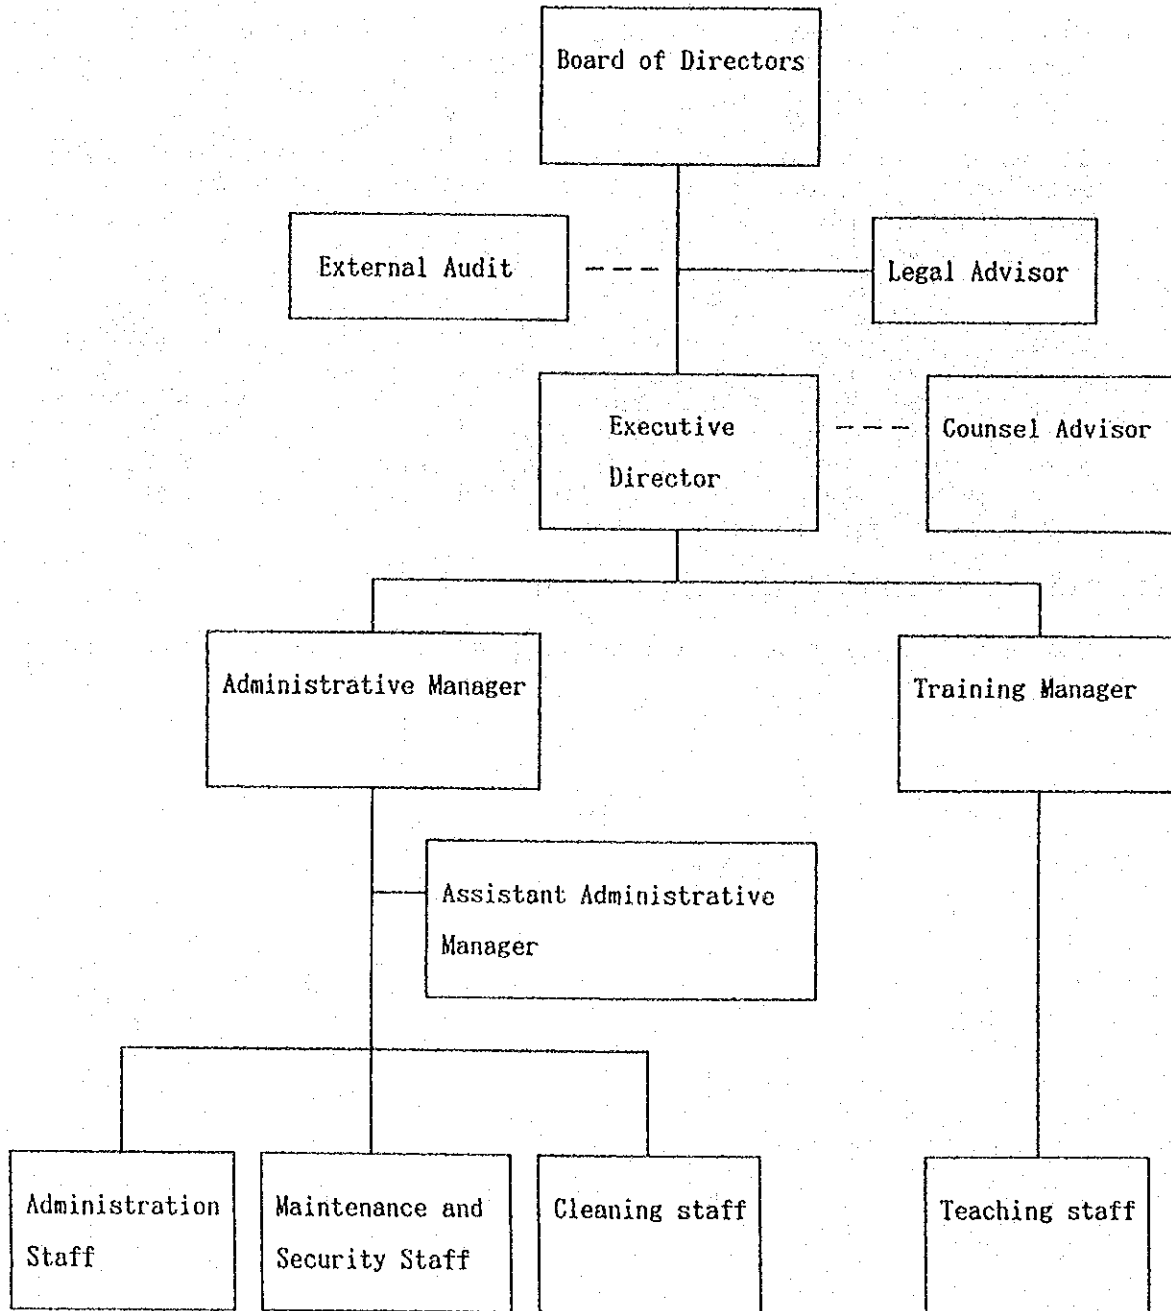 Board of Directors
External Audit
Legal Advisor
Executive
Director
Counsel Advisor
Administrative Manager
Training Manager
Assistant Administrative
Manager
Administration
Staff
Maintenance and
Security Staff
Cleaning staff
Teaching staff